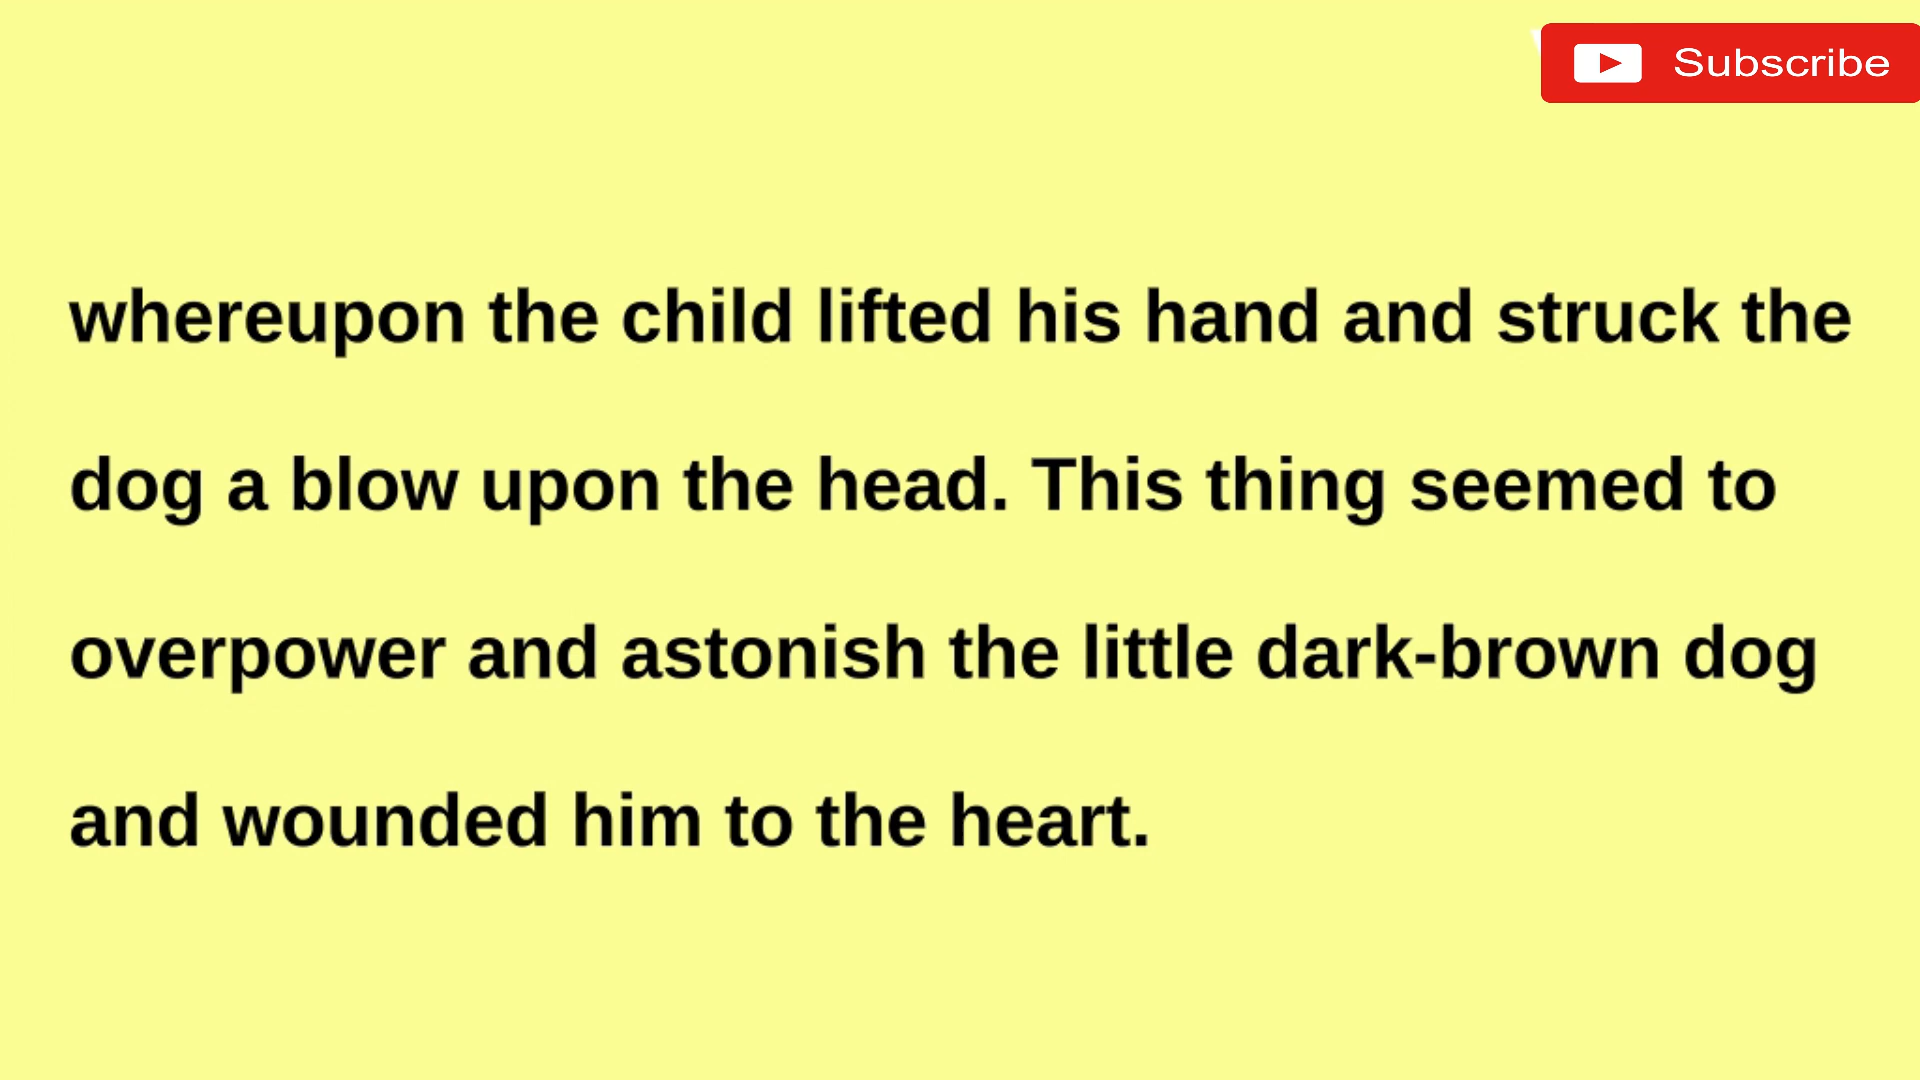 Subscribe
whereupon the child lifted his hand and struck the
dog a blow upon the head. This thing seemed to
overpower and astonish the little dark-brown dog
and wounded him to the heart.